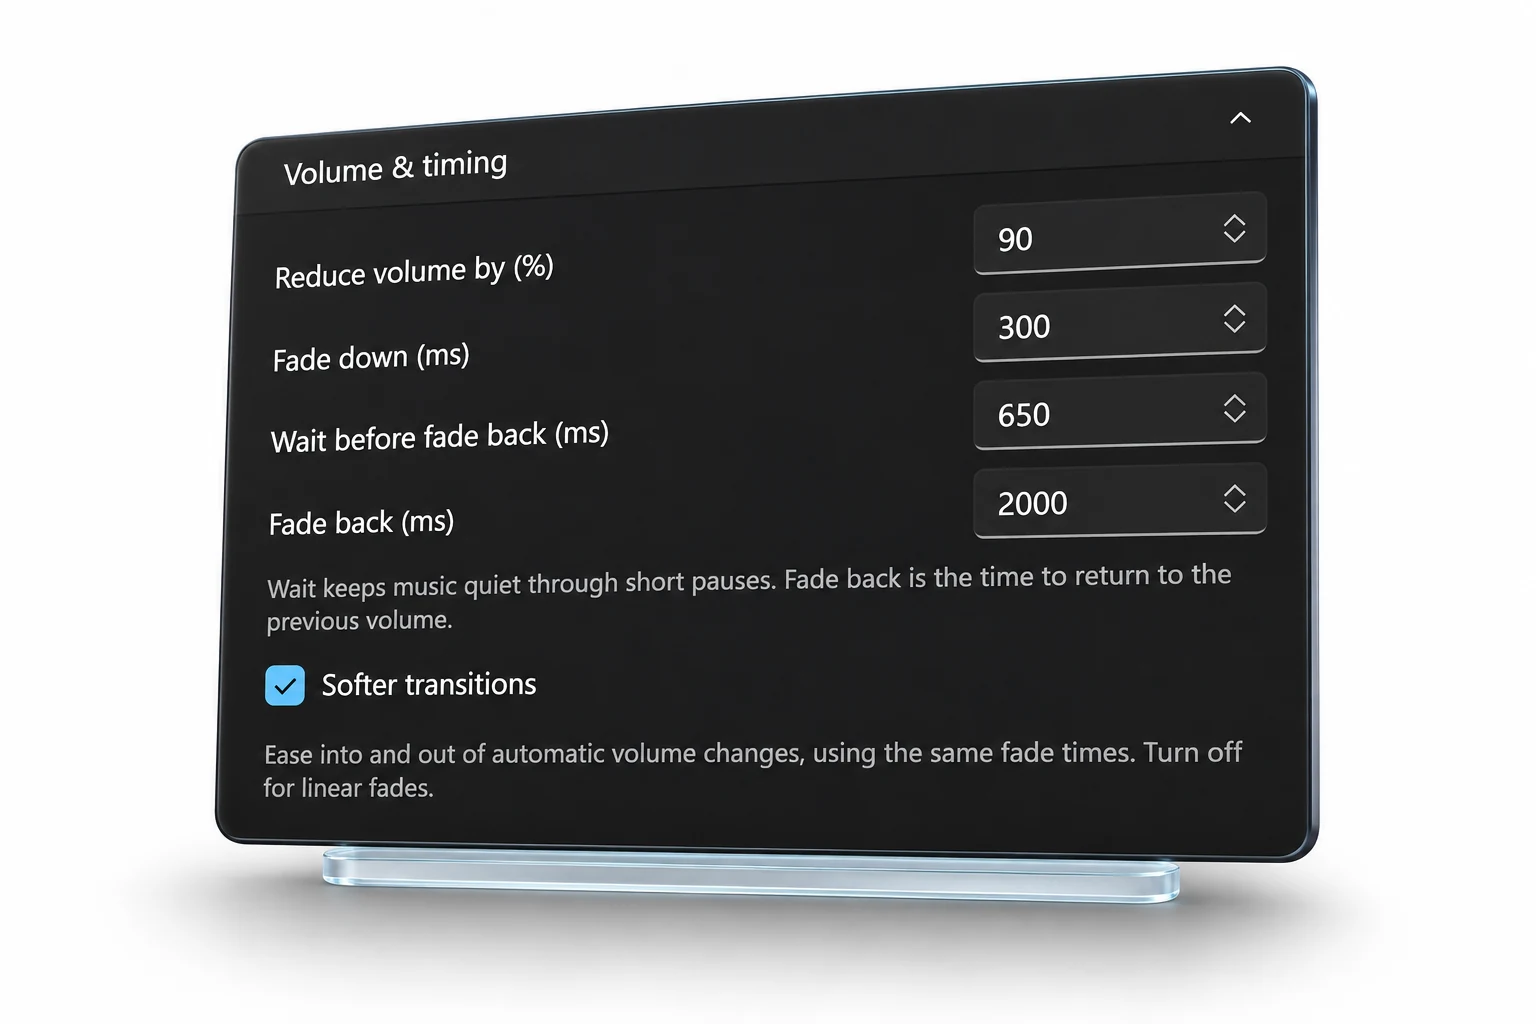 Volume & timing
Reduce volume by (%)
90
Fade down (ms)
300
Wait before fade back (ms)
650
Fade back (ms)
2000
Wait keeps music quiet through short pauses. Fade back is the time to return to the
previous volume.
Softer transitions
Ease into and out of automatic volume changes, using the same fade times. Turn off
for linear fades.